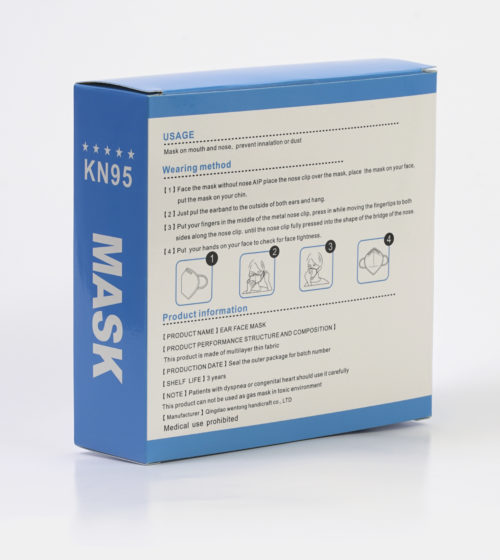 ★★★★★
KN95
MASK
USAGE
Mask on mouth and nose, prevent innalation or dust
Wearing method
【1】Face the mask without nose AIP place the nose clip over the mask, place the mask on your face,
put the mask on your chin.
【2】Just put the earband to the outside of both ears and hang.
【3】Put your fingers in the middle of the metal nose clip, press in while moving the fingertips to both
sides along the nose clip. until the nose clip fully pressed into the shape of the bridge of the nose
【4】Put your hands on your face to check for face tightness.
1 2 3 4
Product information
【PRODUCT NAME】EAR FACE MASK
【PRODUCT PERFORMANCE STRUCTURE AND COMPOSITION】
This product is made of multilayer thin fabric
【PRODUCTION DATE】Seal the outer package for batch number
【SHELF LIFE】3 years
【NOTE】Patients with dyspnea or congenital heart should use it carefully
This product can not be used as gas mask in toxic environment
【Manufacturer】Qingdao wentong handicraft co., LTD
Medical use prohibited